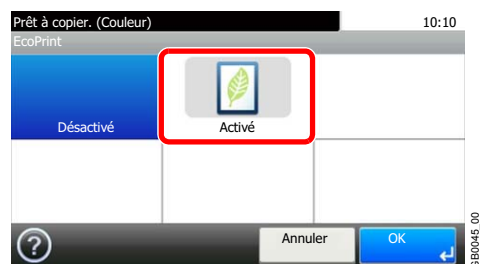 Prêt à copier. (Couleur) 10:10
EcoPrint
Désactivé Activé
Annuler OK
GB0045_00